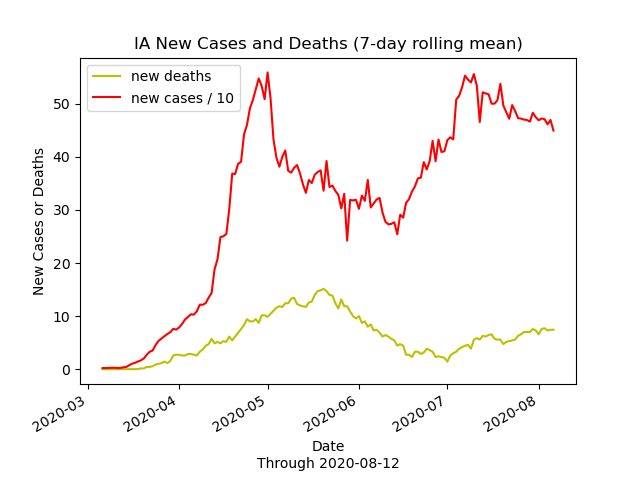 IA New Cases and Deaths (7-day rolling mean)
new deaths
new cases / 10
New Cases or Deaths
50
40
30
20
10
0
2020-03
2020-04
2020-05
2020-06
2020-07
2020-08
Date
Through 2020-08-12